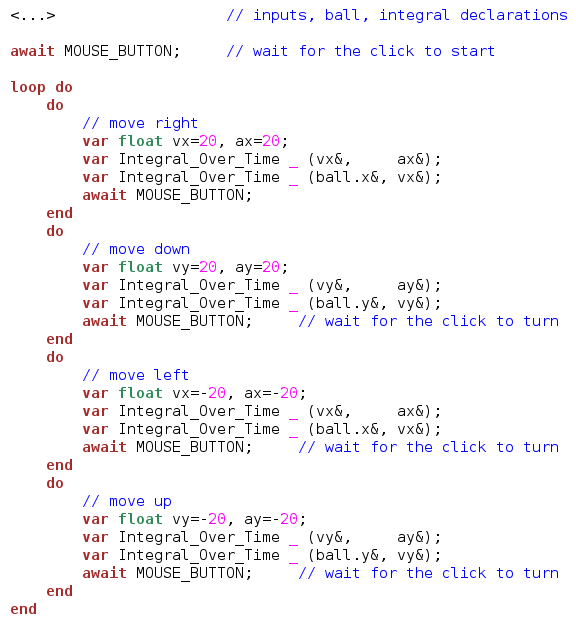 <...>                   // inputs, ball, integral declarations
await MOUSE_BUTTON;     // wait for the click to start
loop do
    do
        // move right
        var float vx=20, ax=20;
        var Integral_Over_Time _ (vx&,     ax&);
        var Integral_Over_Time _ (ball.x&, vx&);
        await MOUSE_BUTTON;
    end
    do
        // move down
        var float vy=20, ay=20;
        var Integral_Over_Time _ (vy&,     ay&);
        var Integral_Over_Time _ (ball.y&, vy&);
        await MOUSE_BUTTON;     // wait for the click to turn
    end
    do
        // move left
        var float vx=-20, ax=-20;
        var Integral_Over_Time _ (vx&,     ax&);
        var Integral_Over_Time _ (ball.x&, vx&);
        await MOUSE_BUTTON;     // wait for the click to turn
    end
    do
        // move up
        var float vy=-20, ay=-20;
        var Integral_Over_Time _ (vy&,     ay&);
        var Integral_Over_Time _ (ball.y&, vy&);
        await MOUSE_BUTTON;     // wait for the click to turn
    end
end